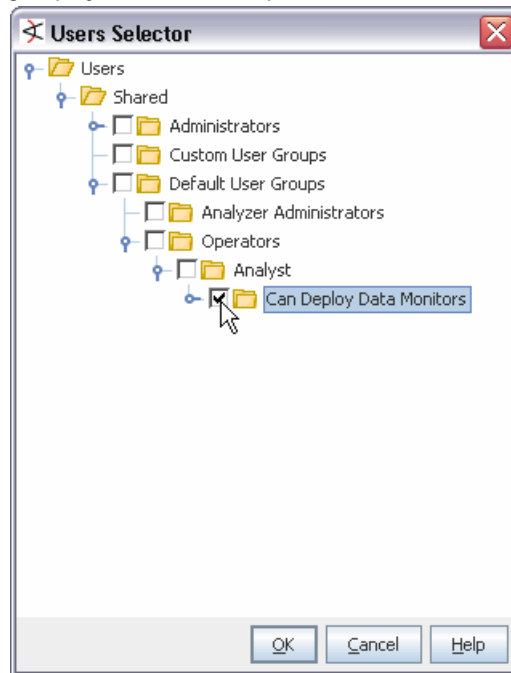 Users Selector
Users
Shared
Administrators
Custom User Groups
Default User Groups
Analyzer Administrators
Operators
Analyst
Can Deploy Data Monitors
OK Cancel Help